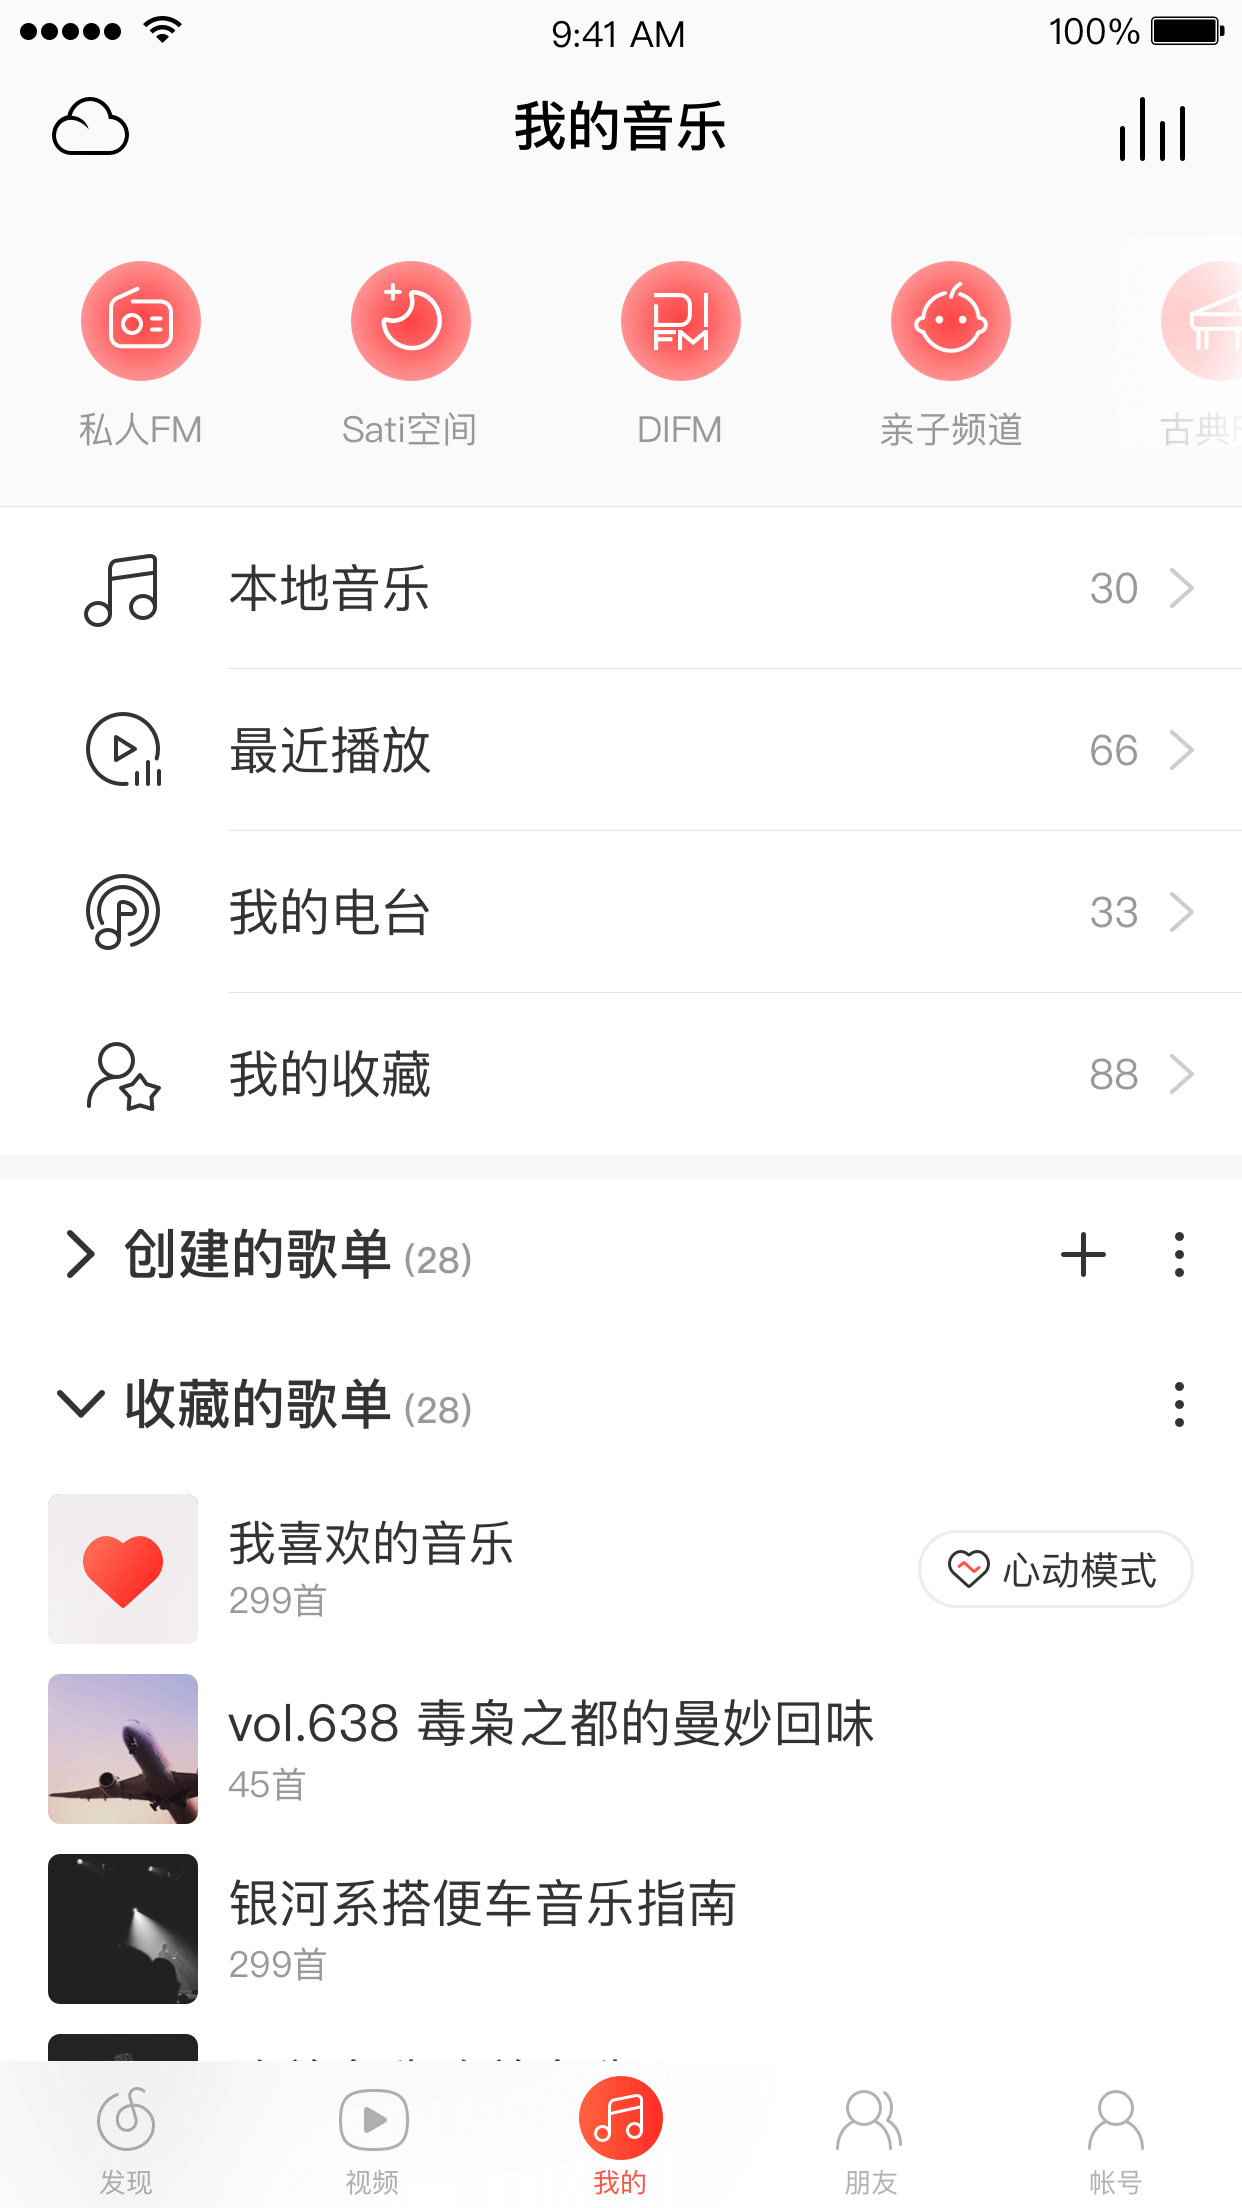 9:41 AM
100%
我的音乐
私人FM
Sati空间
DIFM
亲子频道
古典F
本地音乐 30
最近播放 66
我的电台 33
我的收藏 88
创建的歌单 (28)
收藏的歌单 (28)
我喜欢的音乐
299首
心动模式
vol.638 毒枭之都的曼妙回味
45首
银河系搭便车音乐指南
299首
发现
视频
我的
朋友
帐号